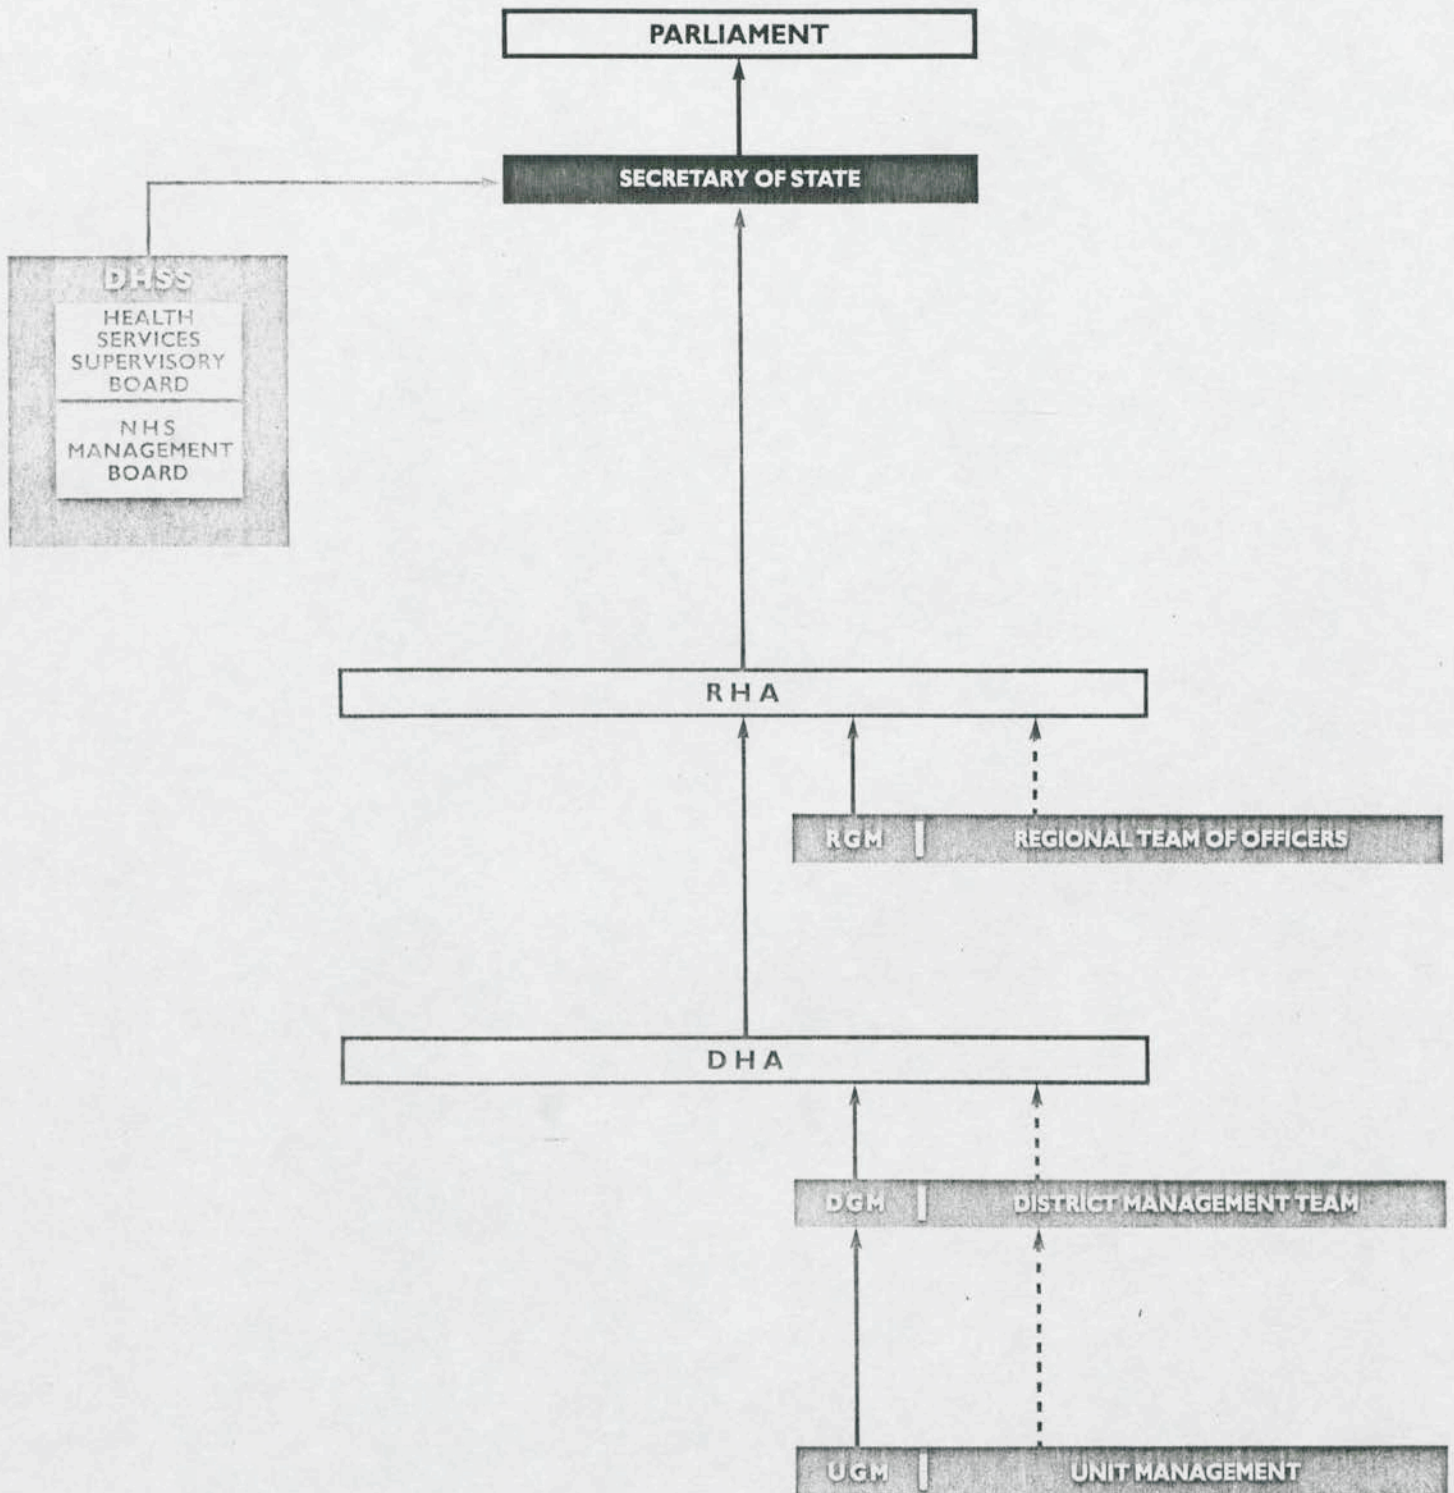 PARLIAMENT
SECRETARY OF STATE
DHSS
HEALTH
SERVICES
SUPERVISORY
BOARD
NHS
MANAGEMENT
BOARD
RHA
RGM
REGIONAL TEAM OF OFFICERS
DHA
DGM
DISTRICT MANAGEMENT TEAM
UGM
UNIT MANAGEMENT